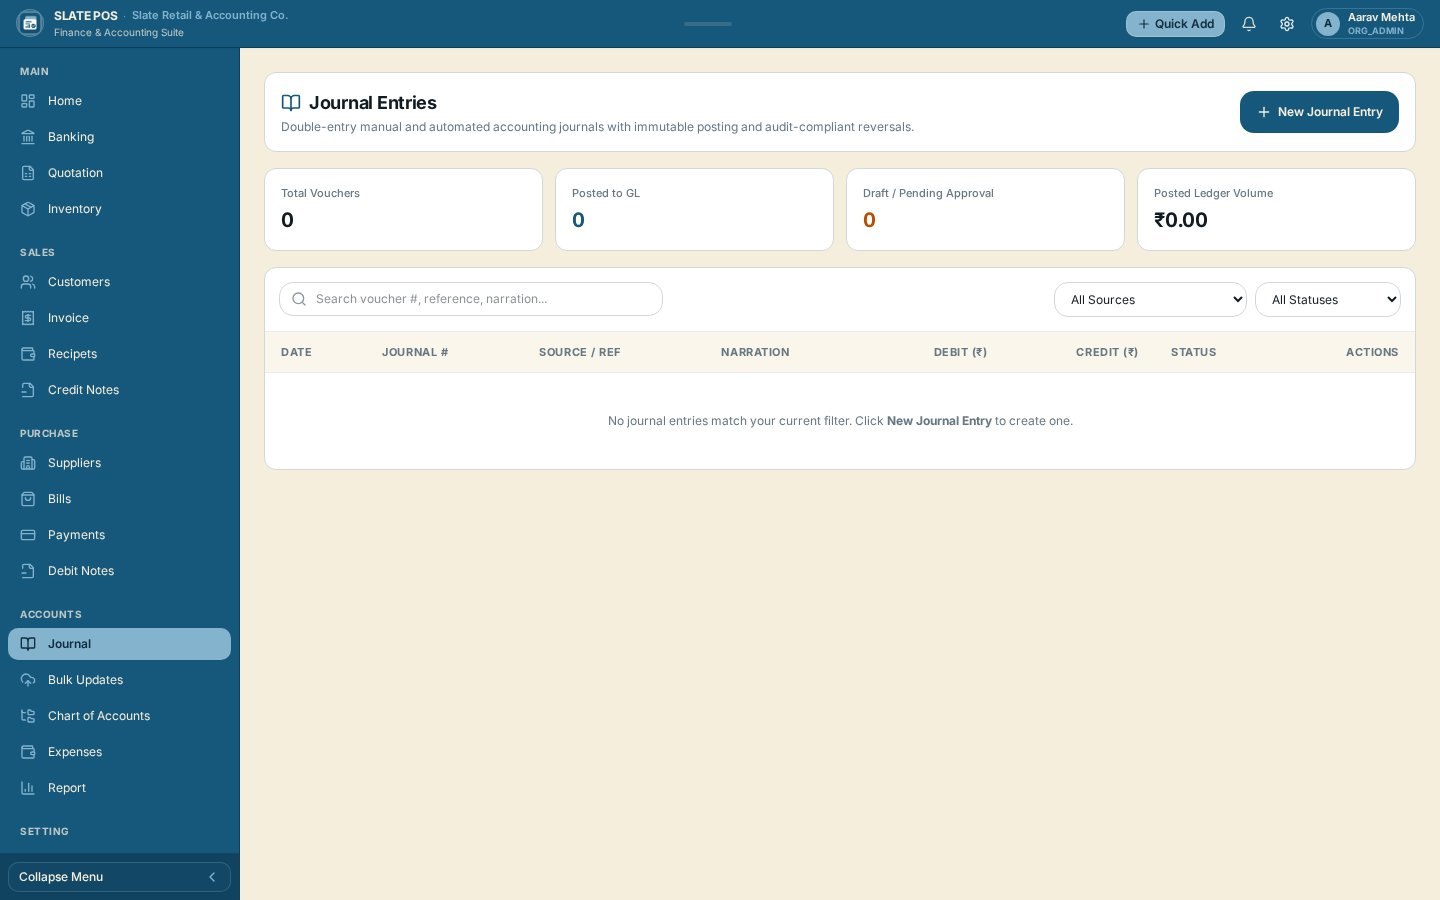 SLATE POS · Slate Retail & Accounting Co.
Finance & Accounting Suite
Quick Add
A
Aarav Mehta
ORG_ADMIN
MAIN
Home
Banking
Quotation
Inventory
SALES
Customers
Invoice
Recipets
Credit Notes
PURCHASE
Suppliers
Bills
Payments
Debit Notes
ACCOUNTS
Journal
Bulk Updates
Chart of Accounts
Expenses
Report
SETTING
Collapse Menu
Journal Entries
Double-entry manual and automated accounting journals with immutable posting and audit-compliant reversals.
New Journal Entry
Total Vouchers
0
Posted to GL
0
Draft / Pending Approval
0
Posted Ledger Volume
₹0.00
Search voucher #, reference, narration...
All Sources
All Statuses
DATE JOURNAL # SOURCE / REF NARRATION DEBIT (₹) CREDIT (₹) STATUS ACTIONS
No journal entries match your current filter. Click New Journal Entry to create one.